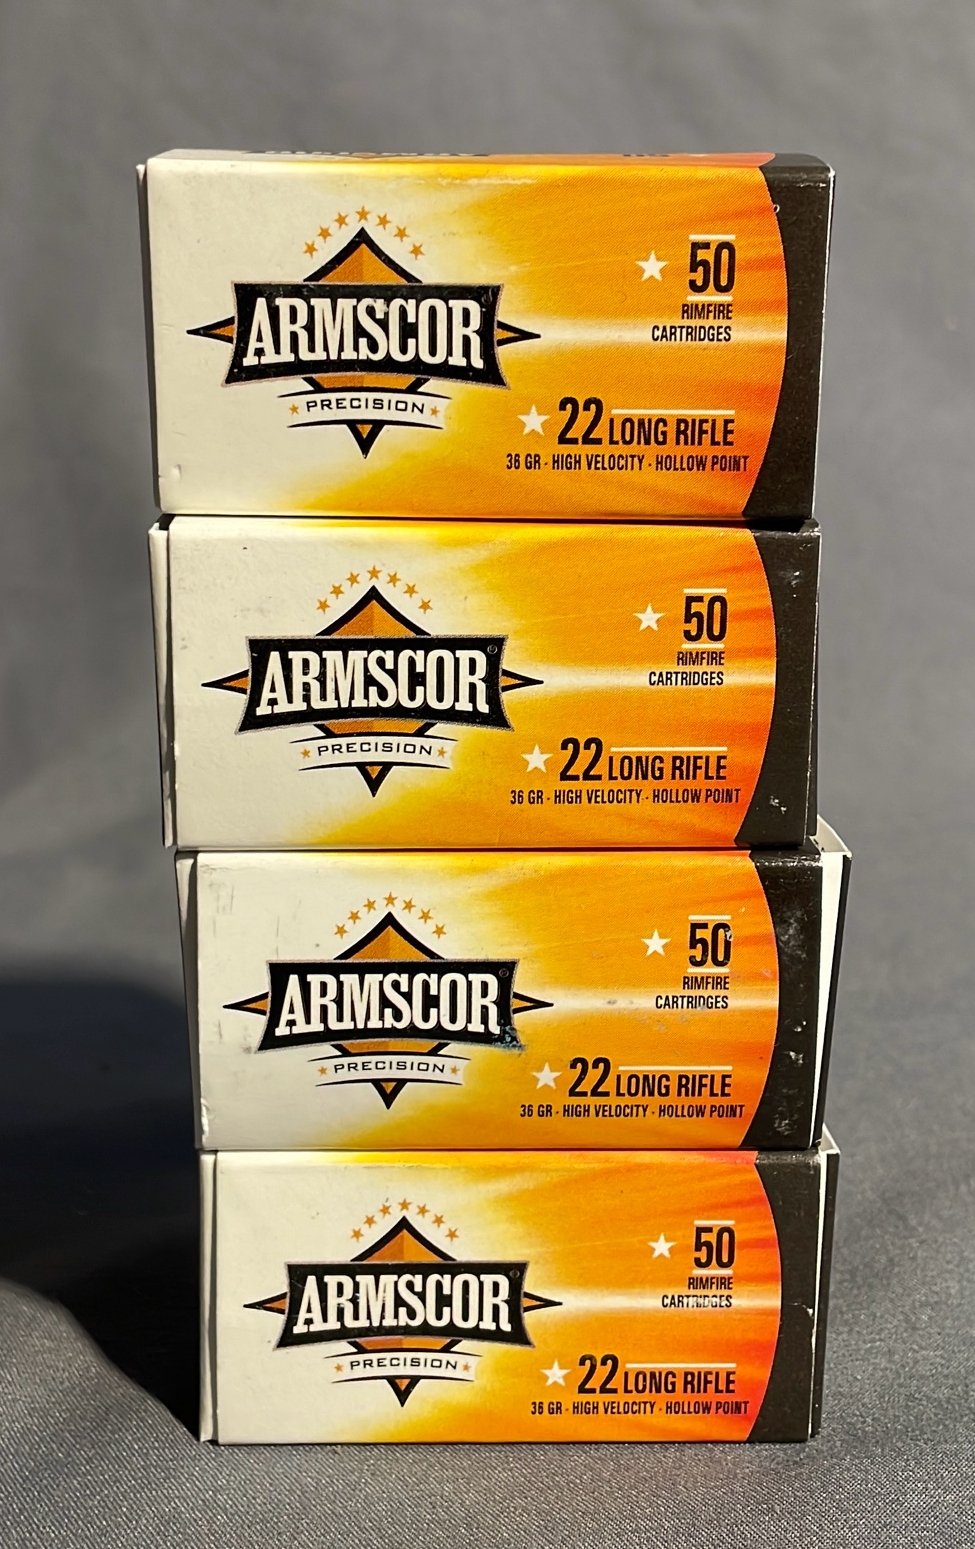 ARMSCOR
PRECISION
50
RIMFIRE
CARTRIDGES
22 LONG RIFLE
36 GR - HIGH VELOCITY - HOLLOW POINT
ARMSCOR®
PRECISION
50
RIMFIRE
CARTRIDGES
22 LONG RIFLE
36 GR - HIGH VELOCITY - HOLLOW POINT
ARMSCOR®
PRECISION
50
RIMFIRE
CARTRIDGES
22 LONG RIFLE
36 GR - HIGH VELOCITY - HOLLOW POINT
ARMSCOR
PRECISION
50
RIMFIRE
CARTRIDGES
22 LONG RIFLE
36 GR - HIGH VELOCITY - HOLLOW POINT